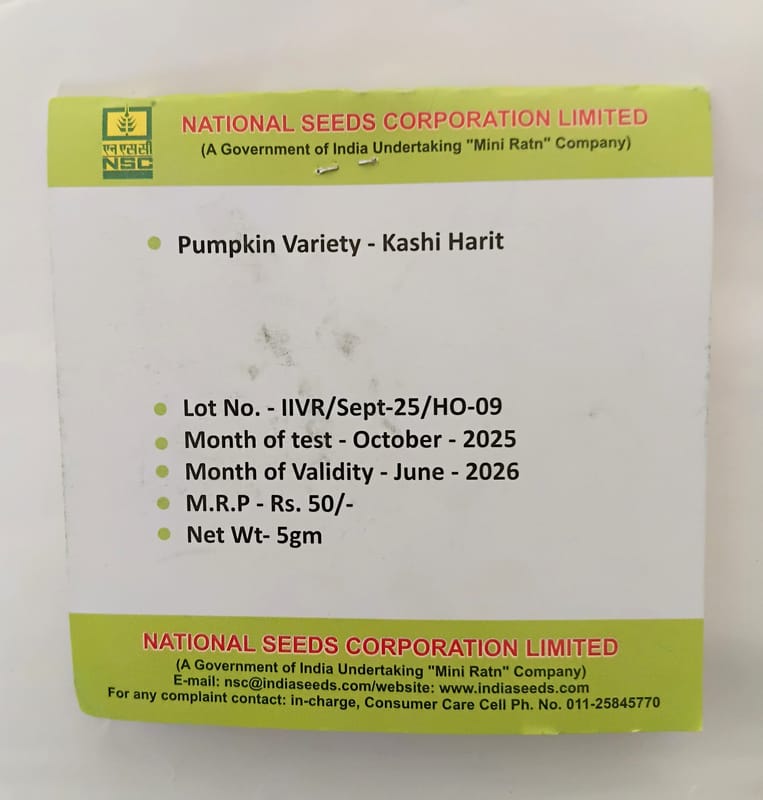 एन एस सी
NSC
NATIONAL SEEDS CORPORATION LIMITED
(A Government of India Undertaking "Mini Ratn" Company)
Pumpkin Variety - Kashi Harit
Lot No. - IIVR/Sept-25/HO-09
Month of test - October - 2025
Month of Validity - June - 2026
M.R.P - Rs. 50/-
Net Wt- 5gm
NATIONAL SEEDS CORPORATION LIMITED
(A Government of India Undertaking "Mini Ratn" Company)
E-mail: nsc@indiaseeds.com/website: www.indiaseeds.com
For any complaint contact: in-charge, Consumer Care Cell Ph. No. 011-25845770